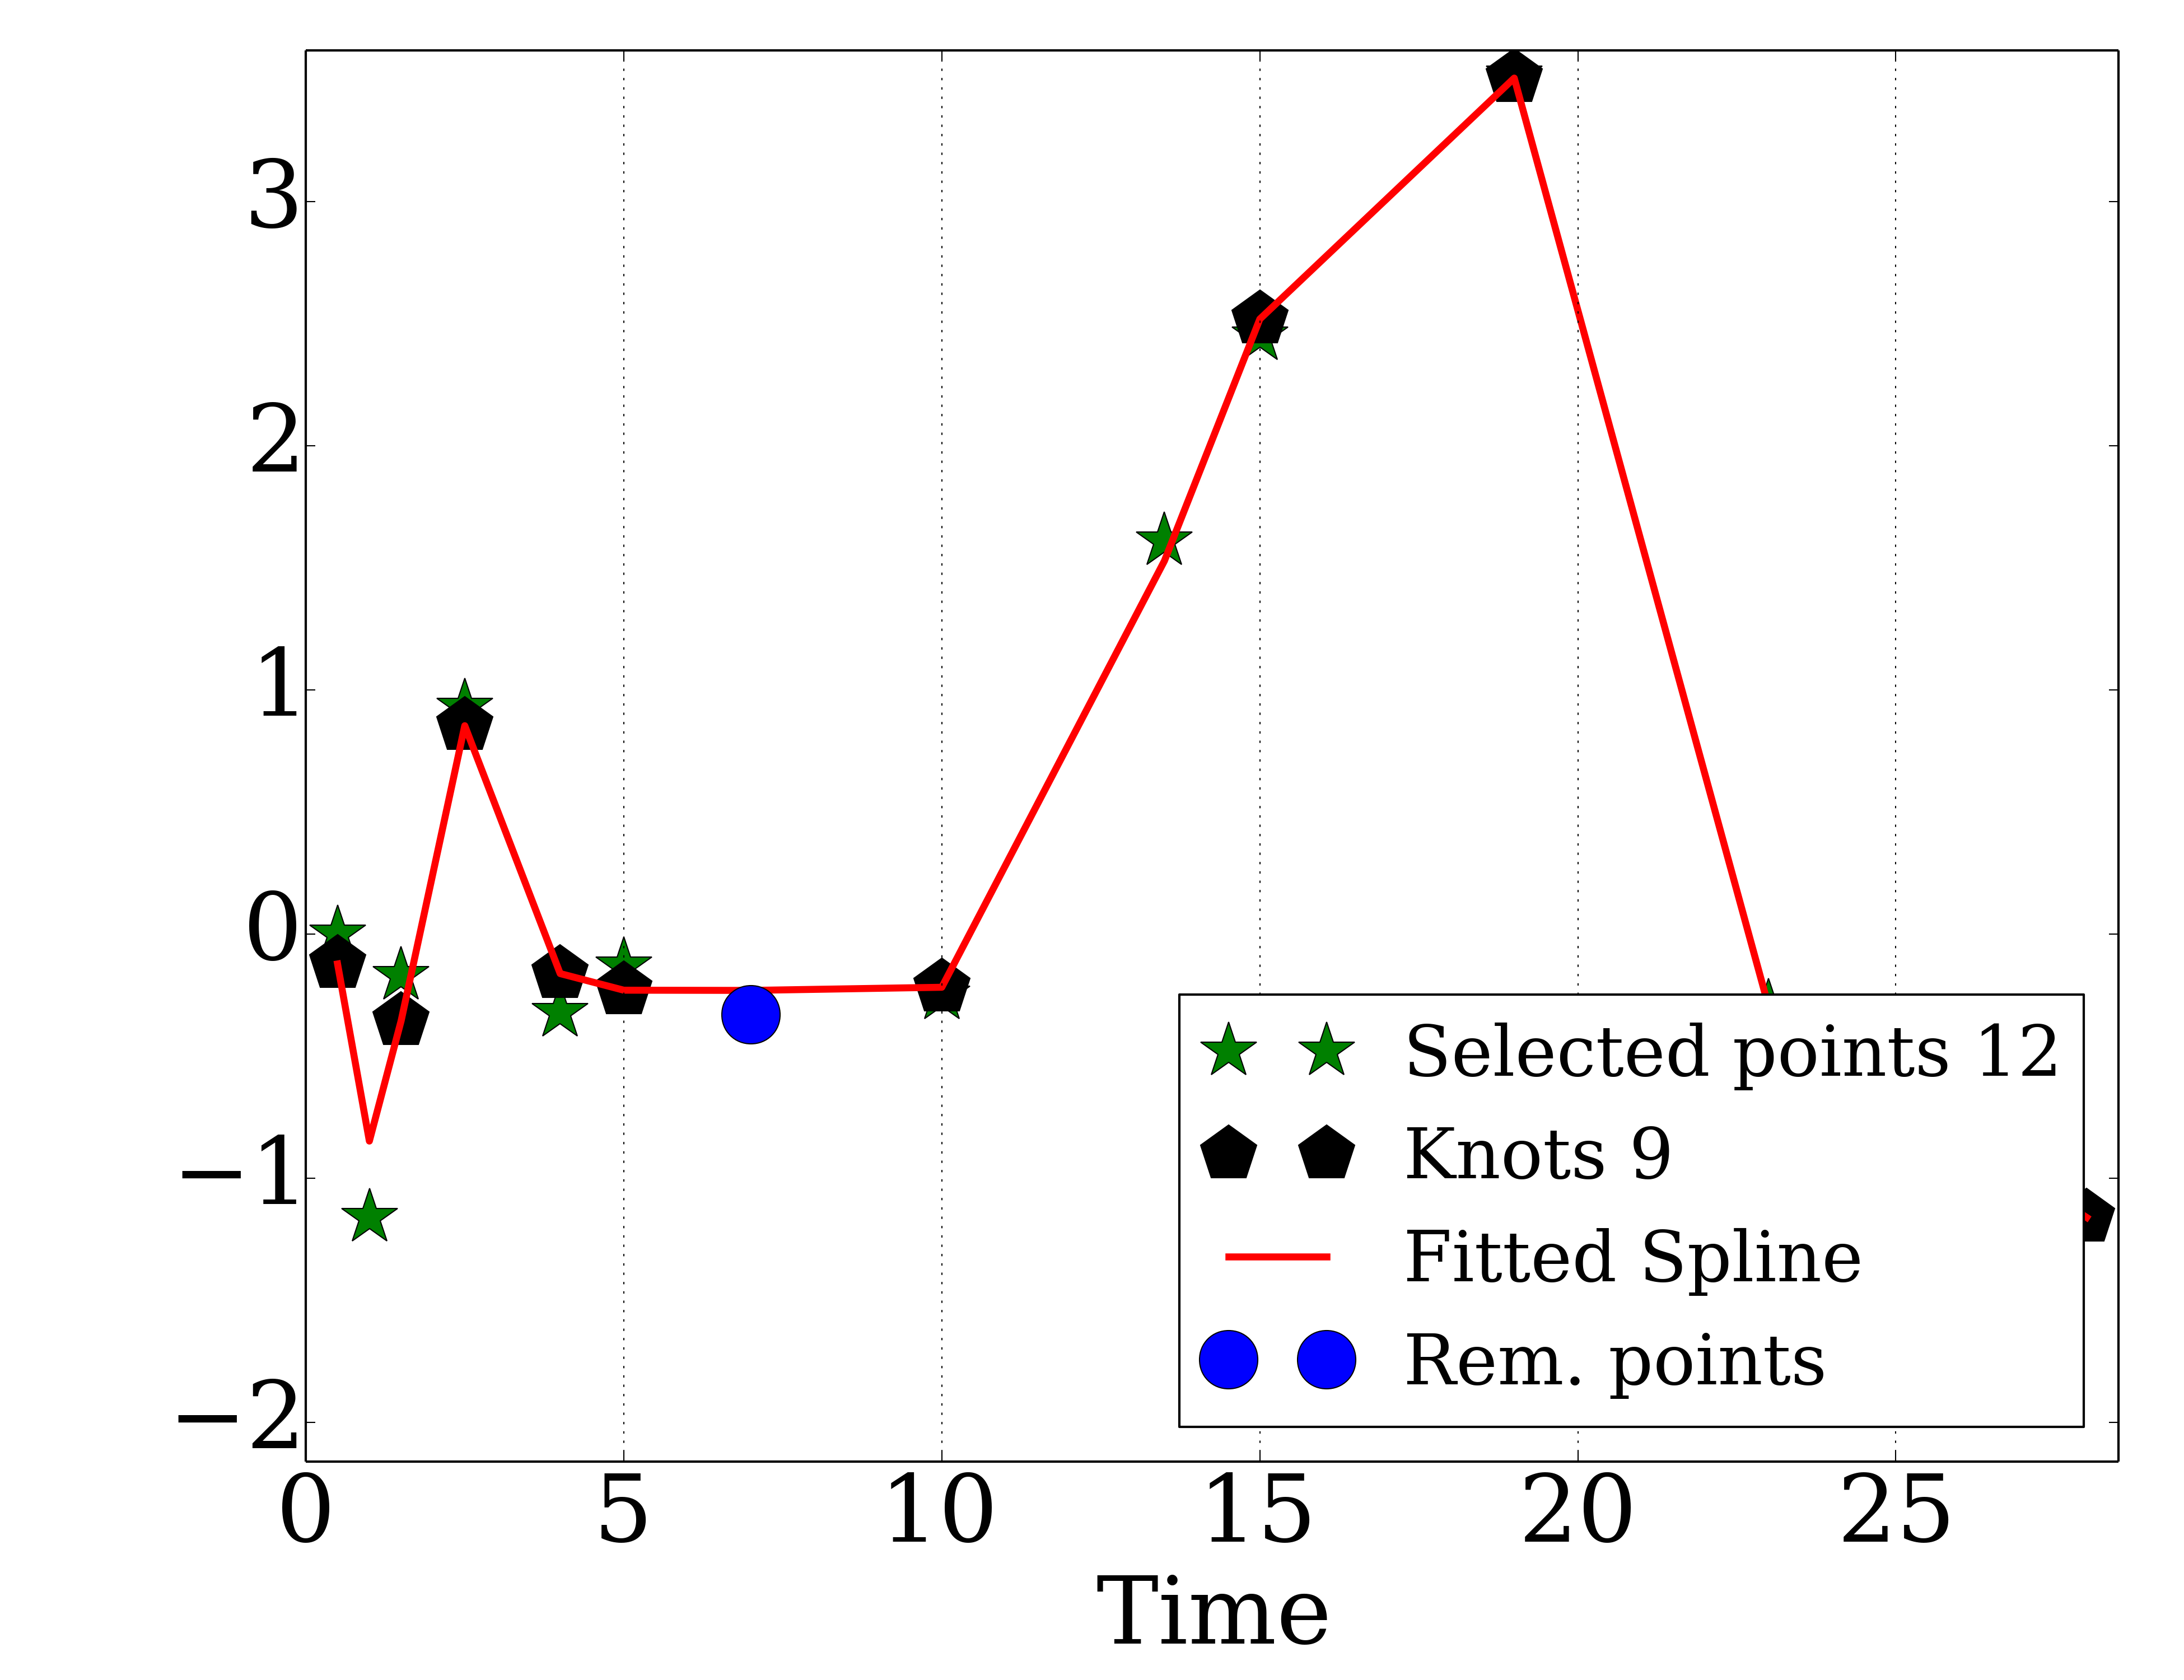 3
2
1
0
−1
−2
0 5 10 15 20 25
Time
Selected points 12
Knots 9
Fitted Spline
Rem. points